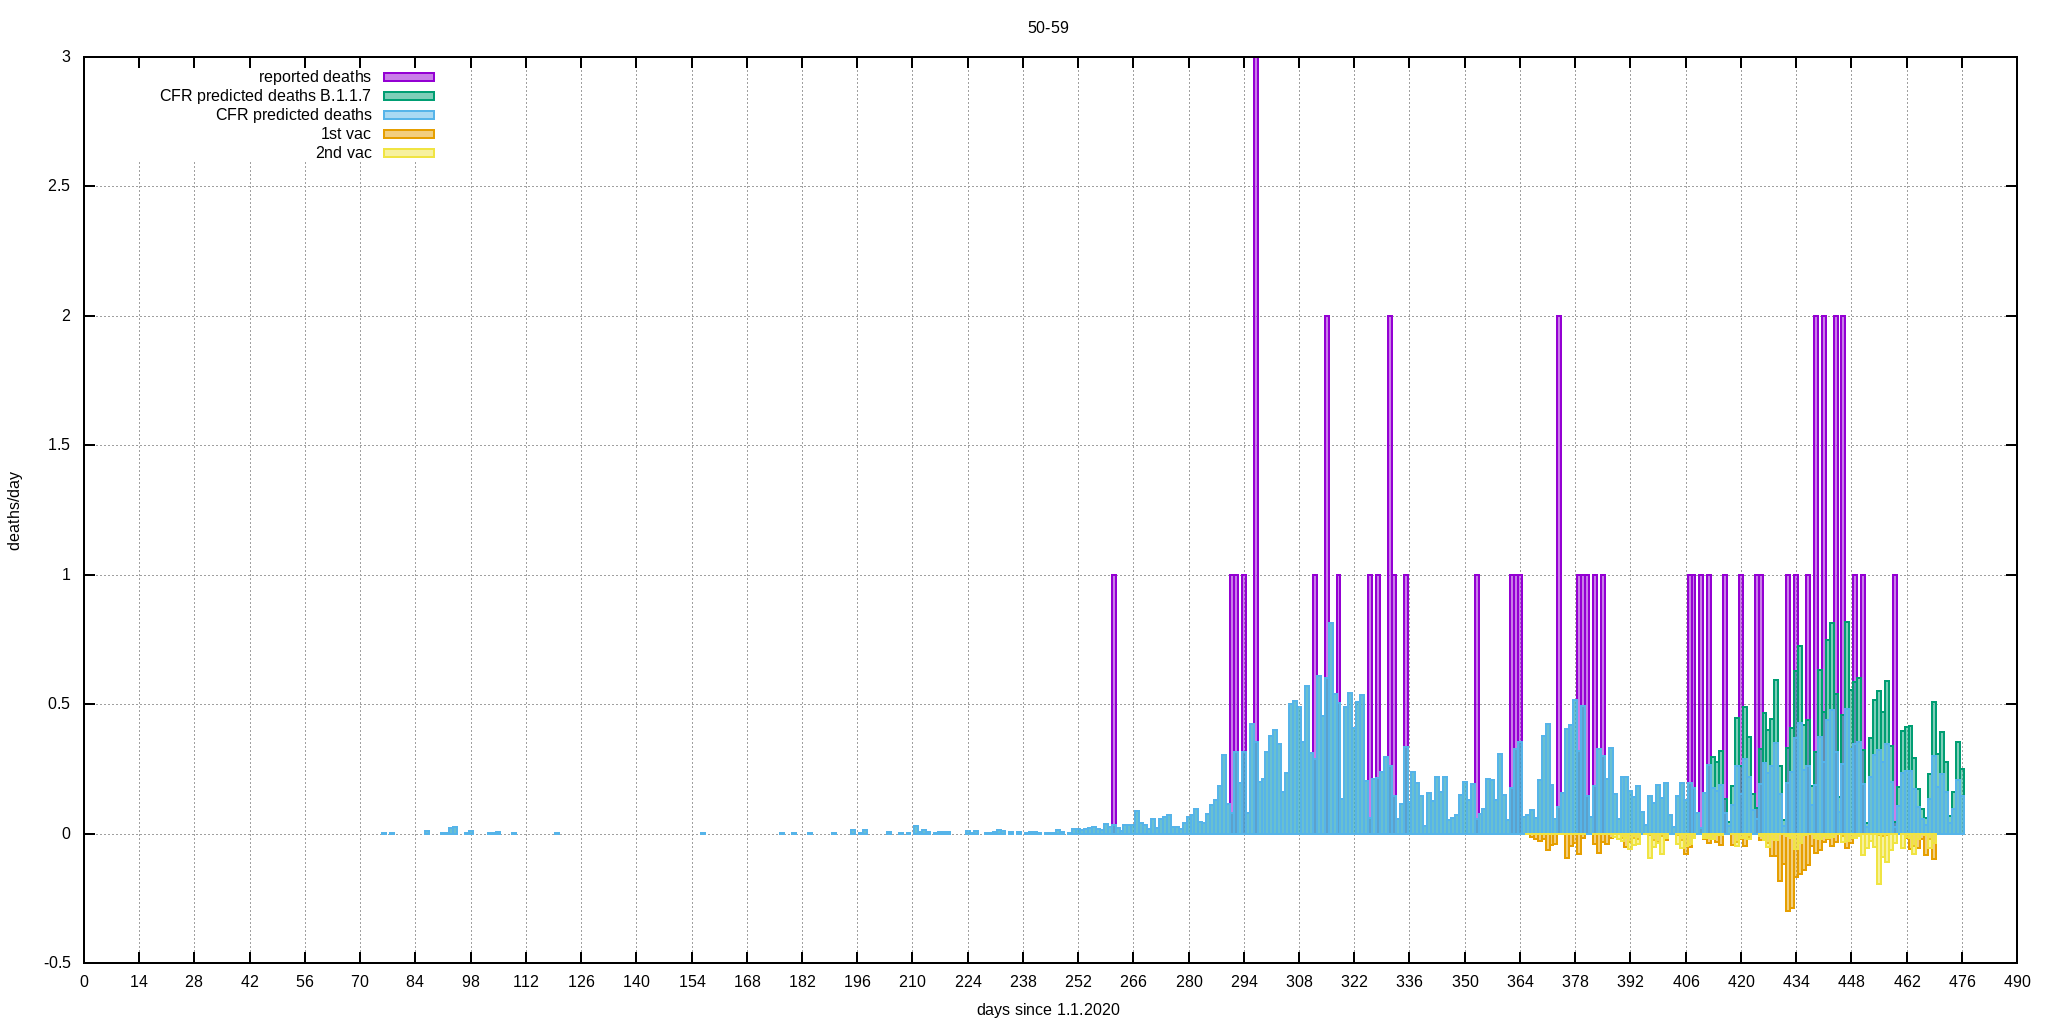 50-59
3
2.5
2
1.5
1
0.5
0
-0.5
deaths/day
reported deaths
CFR predicted deaths B.1.1.7
CFR predicted deaths
1st vac
2nd vac
0 14 28 42 56 70 84 98 112 126 140 154 168 182 196 210 224 238 252 266 280 294 308 322 336 350 364 378 392 406 420 434 448 462 476 490
days since 1.1.2020